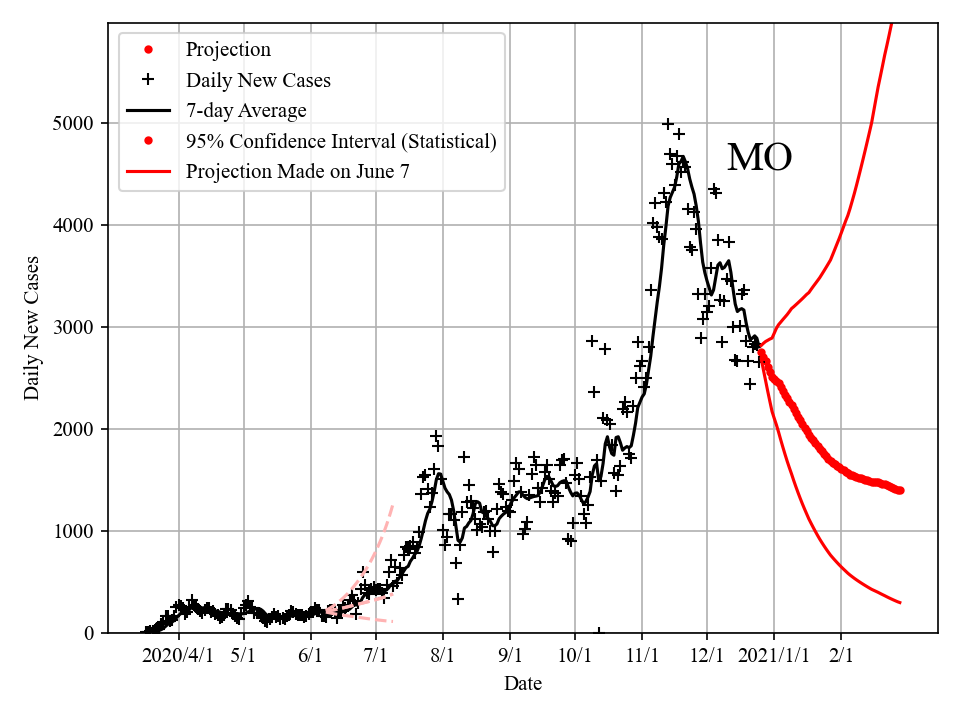 Projection
Daily New Cases
7-day Average
95% Confidence Interval (Statistical)
Projection Made on June 7
MO
Daily New Cases
5000
4000
3000
2000
1000
0
2020/4/1 5/1 6/1 7/1 8/1 9/1 10/1 11/1 12/1 2021/1/1 2/1
Date